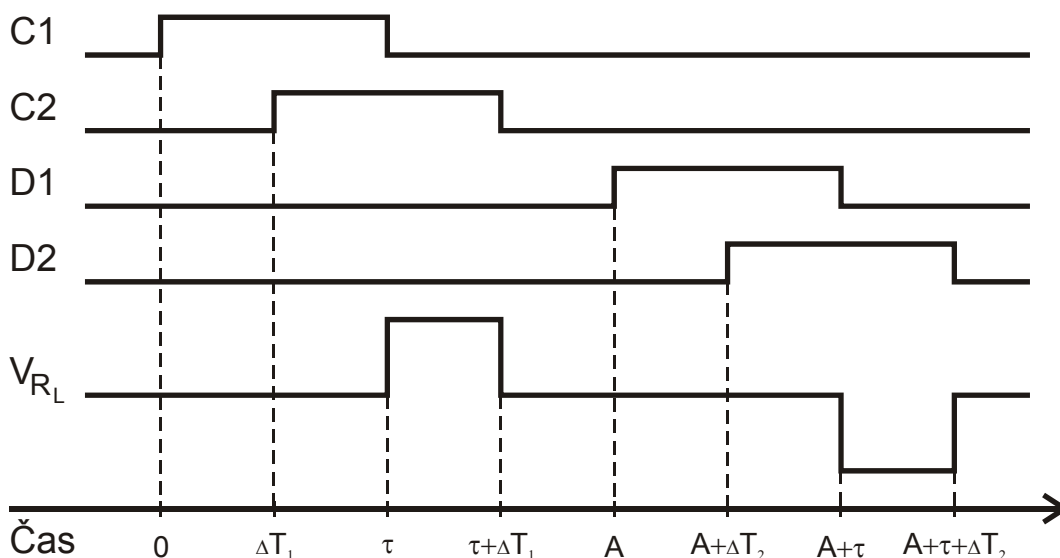 C1
C2
D1
D2
V_{R_L}
Čas 0 ΔT₁ τ τ+ΔT₁ A A+ΔT₂ A+τ A+τ+ΔT₂